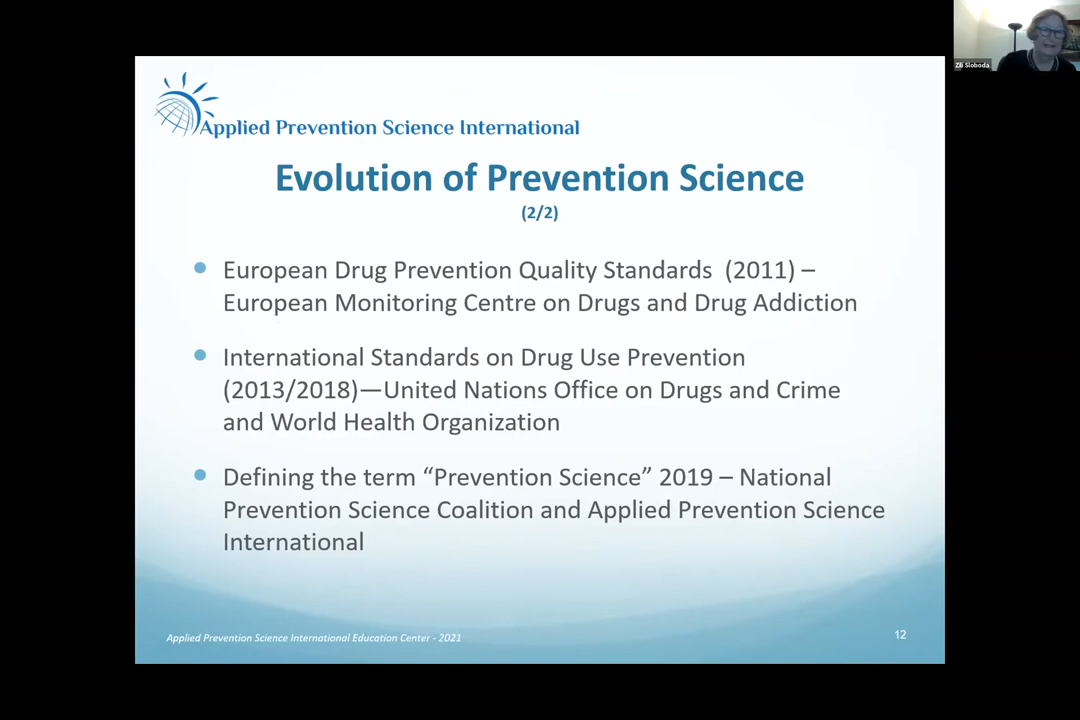 Zili Sloboda
Applied Prevention Science International
Evolution of Prevention Science
(2/2)
European Drug Prevention Quality Standards (2011) –
European Monitoring Centre on Drugs and Drug Addiction
International Standards on Drug Use Prevention
(2013/2018)—United Nations Office on Drugs and Crime
and World Health Organization
Defining the term “Prevention Science” 2019 – National
Prevention Science Coalition and Applied Prevention Science
International
Applied Prevention Science International Education Center - 2021
12